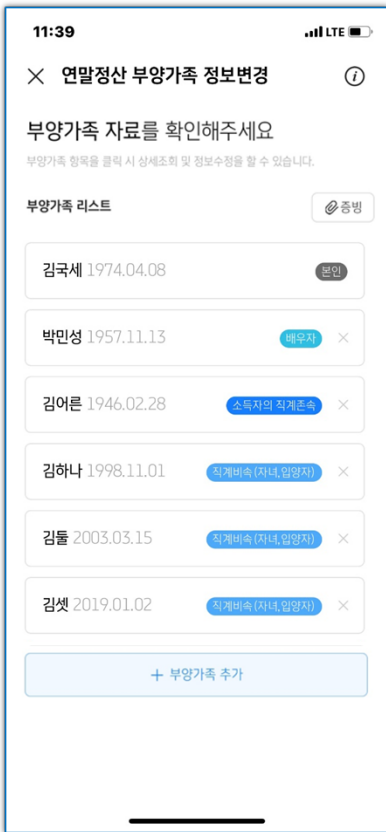 11:39 LTE
연말정산 부양가족 정보변경
부양가족 자료를 확인해주세요
부양가족 항목을 클릭 시 상세조회 및 정보수정을 할 수 있습니다.
부양가족 리스트 증빙
김국세 1974.04.08 본인
박민성 1957.11.13 배우자
김어른 1946.02.28 소득자의 직계존속
김하나 1998.11.01 직계비속(자녀,입양자)
김둘 2003.03.15 직계비속(자녀,입양자)
김셋 2019.01.02 직계비속(자녀,입양자)
+ 부양가족 추가